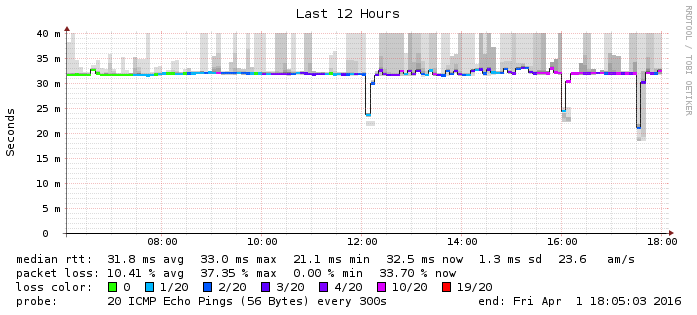 Last 12 Hours
RRDTOOL / TOBI OETIKER
Seconds
40 m
35 m
30 m
25 m
20 m
15 m
10 m
5 m
0
08:00 10:00 12:00 14:00 16:00 18:00
median rtt: 31.8 ms avg 33.0 ms max 21.1 ms min 32.5 ms now 1.3 ms sd 23.6 am/s
packet loss: 10.41 % avg 37.35 % max 0.00 % min 33.70 % now
loss color: 0 1/20 2/20 3/20 4/20 10/20 19/20
probe: 20 ICMP Echo Pings (56 Bytes) every 300s end: Fri Apr 1 18:05:03 2016